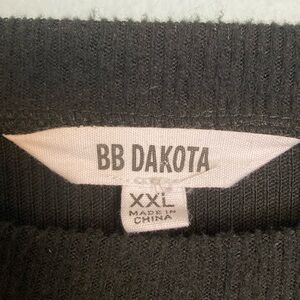 BB DAKOTA
XXL
MADE IN
CHINA